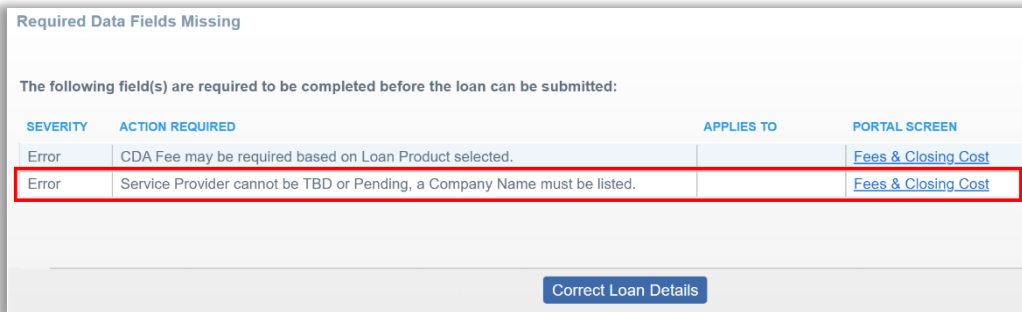 Required Data Fields Missing
The following field(s) are required to be completed before the loan can be submitted:
SEVERITY ACTION REQUIRED APPLIES TO PORTAL SCREEN
Error CDA Fee may be required based on Loan Product selected. Fees & Closing Cost
Error Service Provider cannot be TBD or Pending, a Company Name must be listed. Fees & Closing Cost
Correct Loan Details